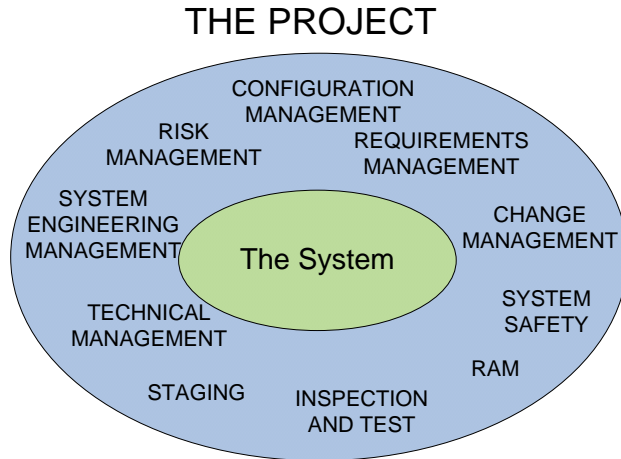 THE PROJECT
CONFIGURATION
MANAGEMENT
RISK
MANAGEMENT
REQUIREMENTS
MANAGEMENT
SYSTEM
ENGINEERING
MANAGEMENT
CHANGE
MANAGEMENT
The System
TECHNICAL
MANAGEMENT
SYSTEM
SAFETY
RAM
STAGING
INSPECTION
AND TEST